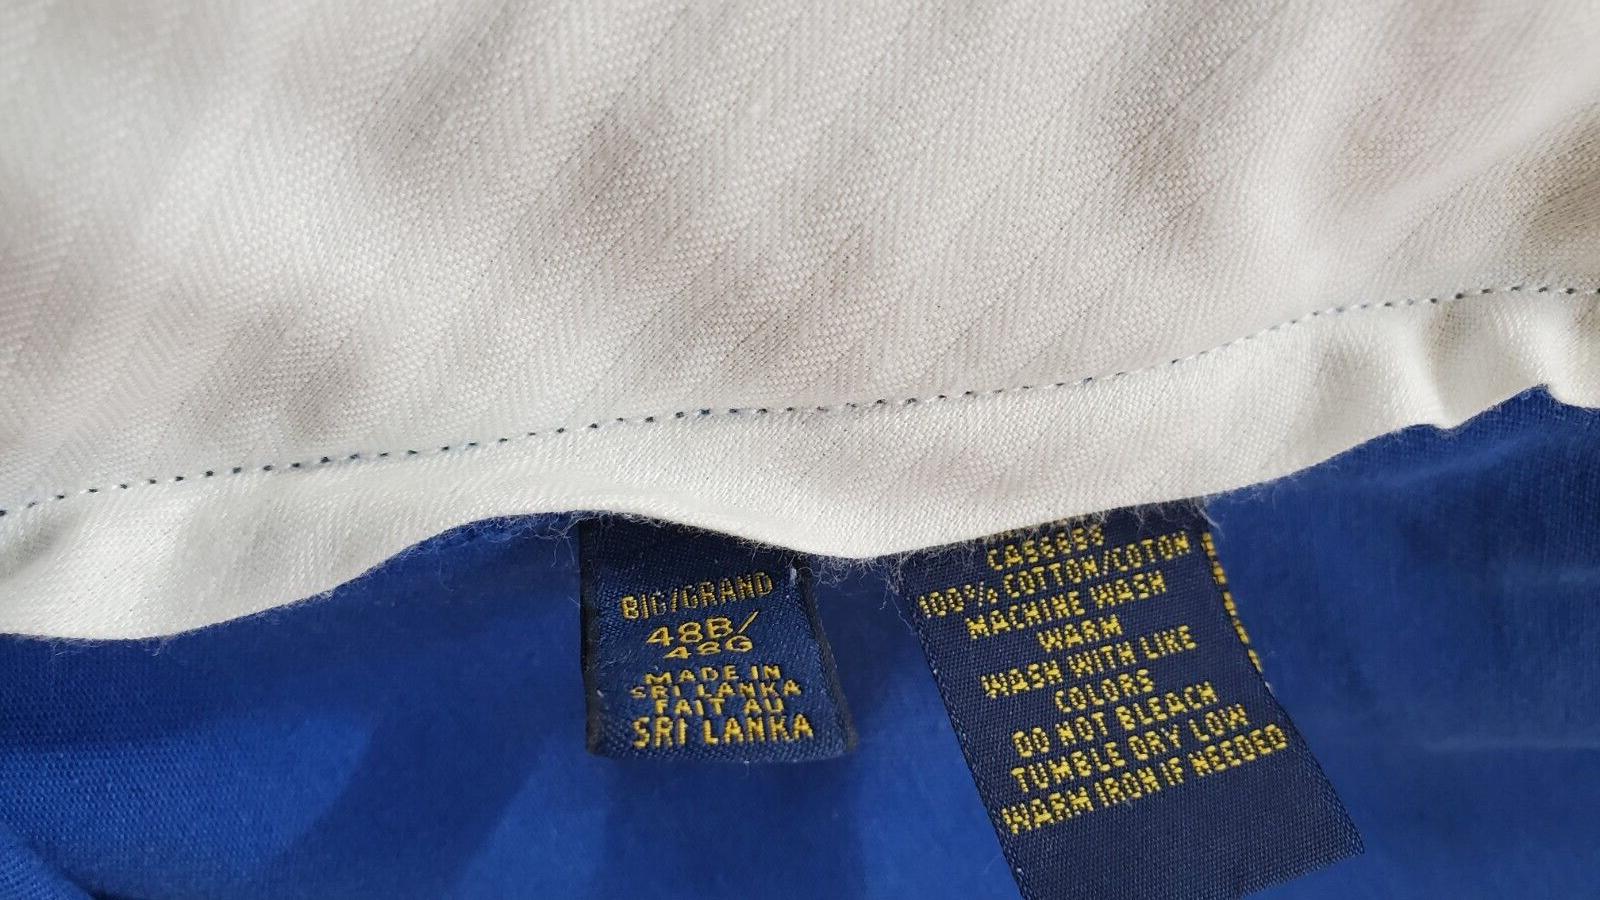 BIG/GRAND
48B/
48G
MADE IN
SRI LANKA
FAIT AU
SRI LANKA
100% COTTON/COTON
MACHINE WASH
WARM
WASH WITH LIKE
COLORS
DO NOT BLEACH
TUMBLE DRY LOW
WARM IRON IF NEEDED